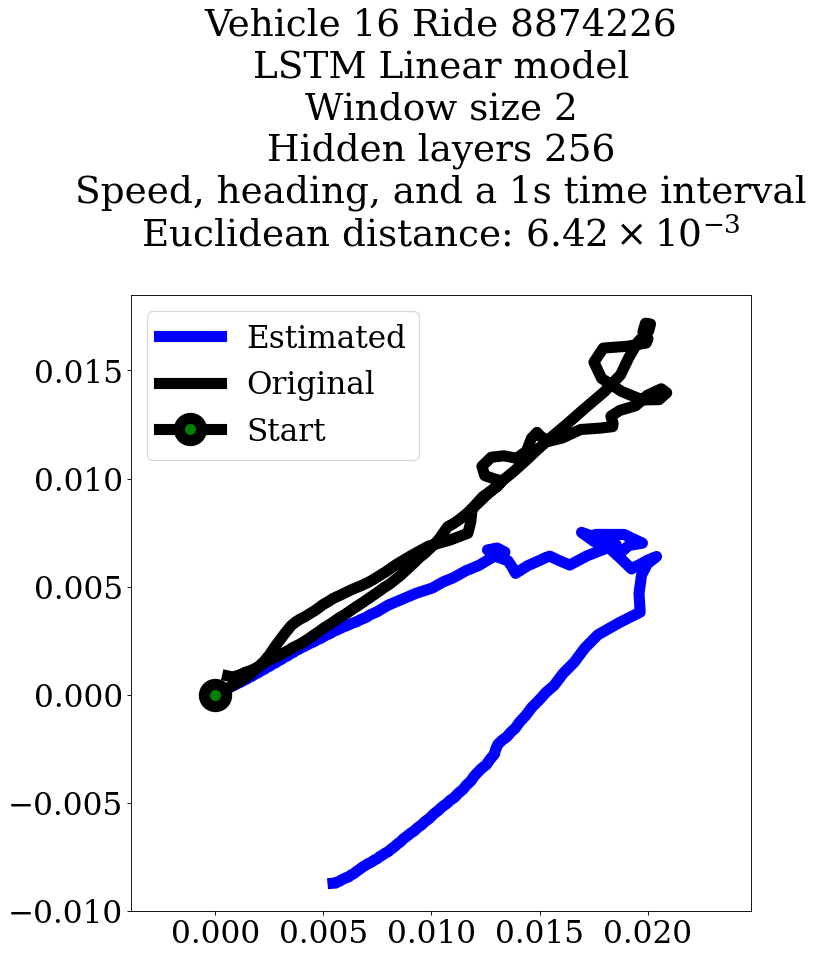 Vehicle 16 Ride 8874226
LSTM Linear model
Window size 2
Hidden layers 256
Speed, heading, and a 1s time interval
Euclidean distance: 6.42 × 10⁻³
Estimated
Original
Start
0.015
0.010
0.005
0.000
−0.005
−0.010
0.000 0.005 0.010 0.015 0.020